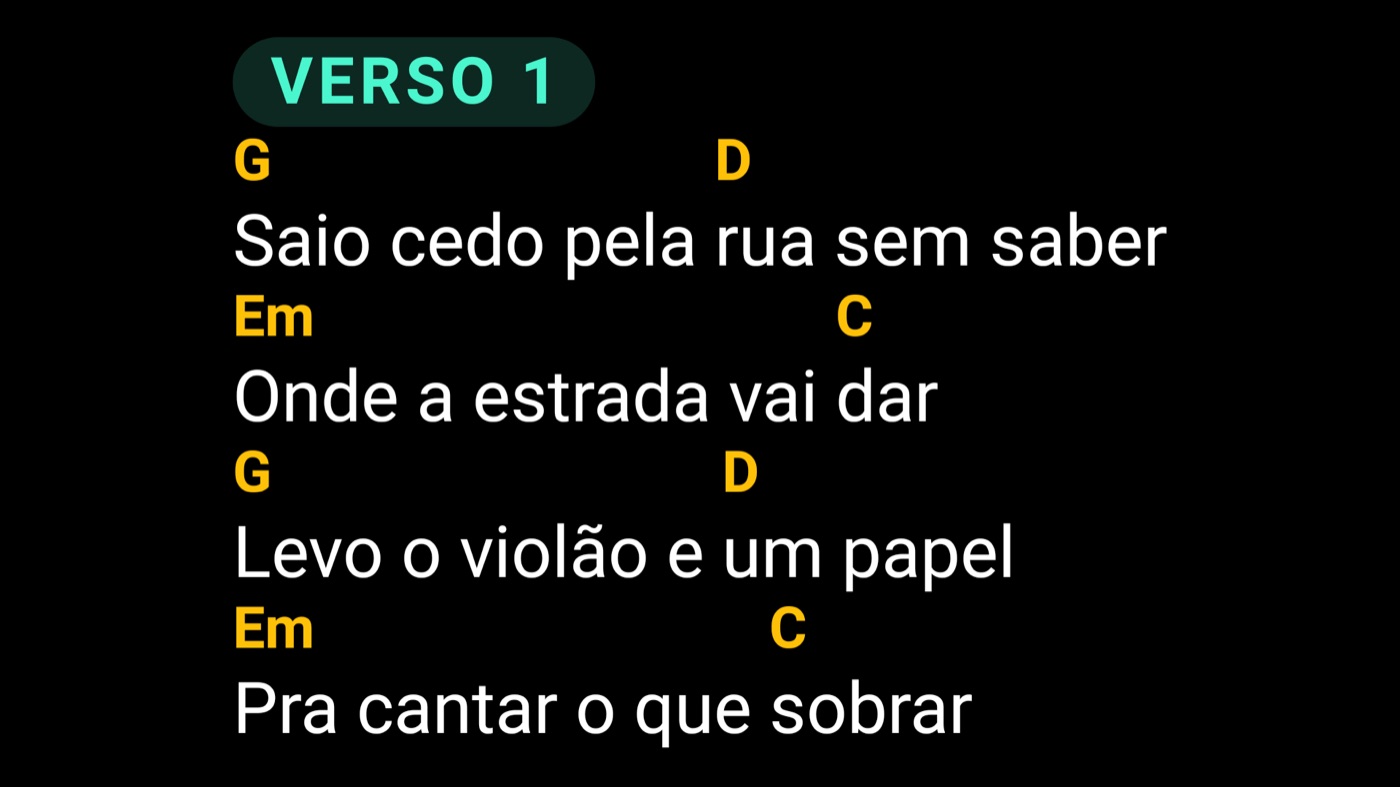 VERSO 1
G D
Saio cedo pela rua sem saber
Em C
Onde a estrada vai dar
G D
Levo o violão e um papel
Em C
Pra cantar o que sobrar